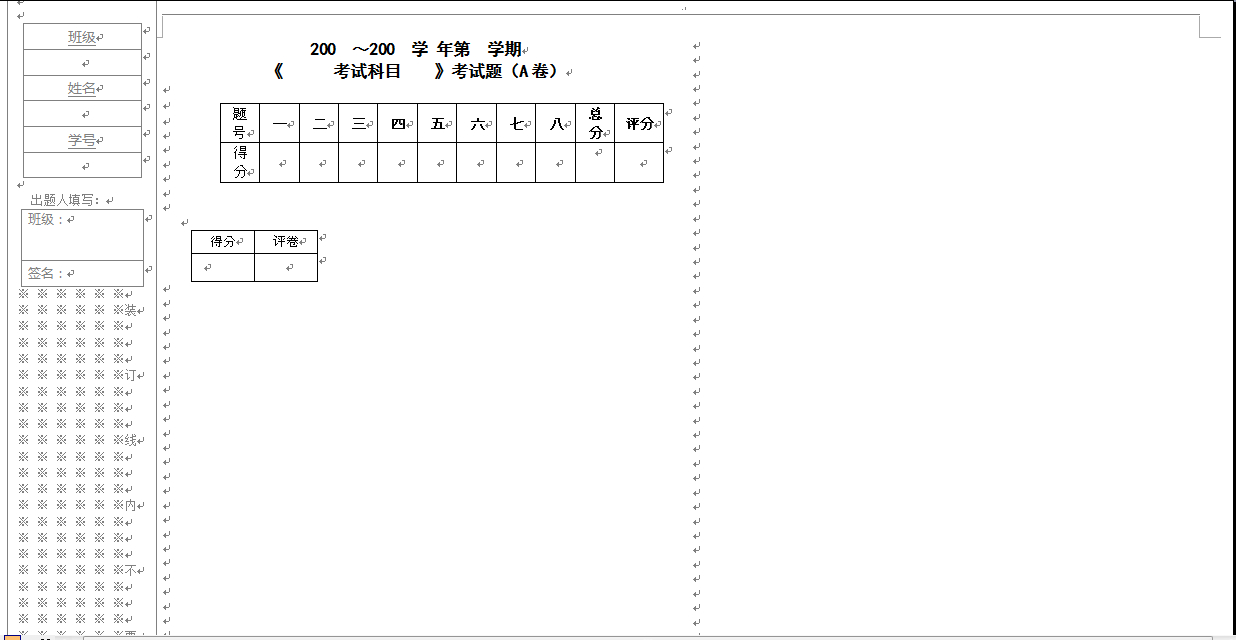 班级
姓名
学号
出题人填写：
班级：
签名：
※ ※ ※ ※ ※ ※
※ ※ ※ ※ ※ ※装
※ ※ ※ ※ ※ ※
※ ※ ※ ※ ※ ※
※ ※ ※ ※ ※ ※
※ ※ ※ ※ ※ ※订
※ ※ ※ ※ ※ ※
※ ※ ※ ※ ※ ※
※ ※ ※ ※ ※ ※
※ ※ ※ ※ ※ ※线
※ ※ ※ ※ ※ ※
※ ※ ※ ※ ※ ※
※ ※ ※ ※ ※ ※
※ ※ ※ ※ ※ ※内
※ ※ ※ ※ ※ ※
※ ※ ※ ※ ※ ※
※ ※ ※ ※ ※ ※
※ ※ ※ ※ ※ ※不
※ ※ ※ ※ ※ ※
※ ※ ※ ※ ※ ※
※ ※ ※ ※ ※ ※
200 ～200 学 年第 学期
《 考试科目 》考试题（A卷）
题号 一 二 三 四 五 六 七 八 总分 评分
得分
得分 评卷